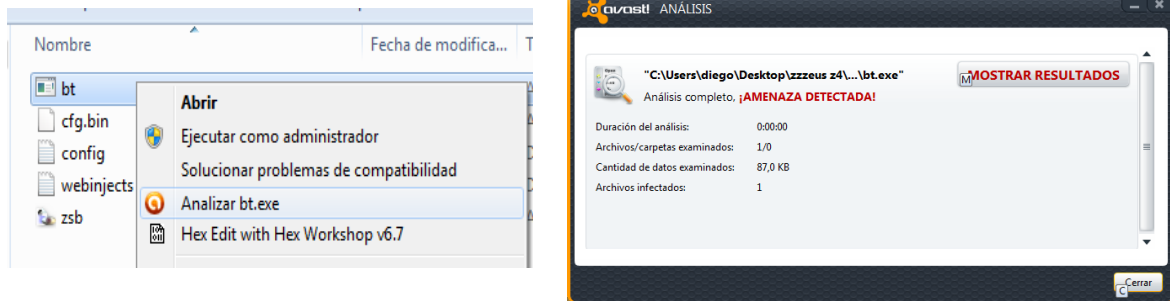 Nombre
Fecha de modifica...
T
bt
cfg.bin
config
webinjects
zsb
Abrir
Ejecutar como administrador
Solucionar problemas de compatibilidad
Analizar bt.exe
Hex Edit with Hex Workshop v6.7
avast! ANÁLISIS
"C:\Users\diego\Desktop\zzzeus z4\...\bt.exe"
Análisis completo, ¡AMENAZA DETECTADA!
MOSTRAR RESULTADOS
M
Duración del análisis: 0:00:00
Archivos/carpetas examinados: 1/0
Cantidad de datos examinados: 87,0 KB
Archivos infectados: 1
Cerrar
C